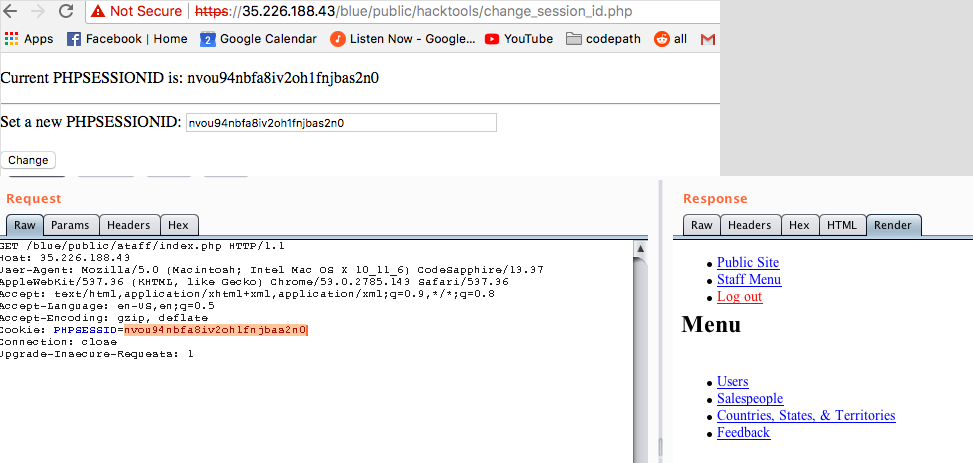 Not Secure | https://35.226.188.43/blue/public/hacktools/change_session_id.php
Apps Facebook | Home 2 Google Calendar Listen Now - Google... YouTube codepath all
Current PHPSESSIONID is: nvou94nbfa8iv2oh1fnjbas2n0
Set a new PHPSESSIONID: nvou94nbfa8iv2oh1fnjbas2n0
Change
Request
Raw Params Headers Hex
GET /blue/public/staff/index.php HTTP/1.1
Host: 35.226.188.43
User-Agent: Mozilla/5.0 (Macintosh; Intel Mac OS X 10_11_6) CodeSapphire/13.37
AppleWebKit/537.36 (KHTML, like Gecko) Chrome/53.0.2785.143 Safari/537.36
Accept: text/html,application/xhtml+xml,application/xml;q=0.9,*/*;q=0.8
Accept-Language: en-US,en;q=0.5
Accept-Encoding: gzip, deflate
Cookie: PHPSESSID=nvou94nbfa8iv2oh1fnjbas2n0
Connection: close
Upgrade-Insecure-Requests: 1
Response
Raw Headers Hex HTML Render
Public Site
Staff Menu
Log out
Menu
Users
Salespeople
Countries, States, & Territories
Feedback